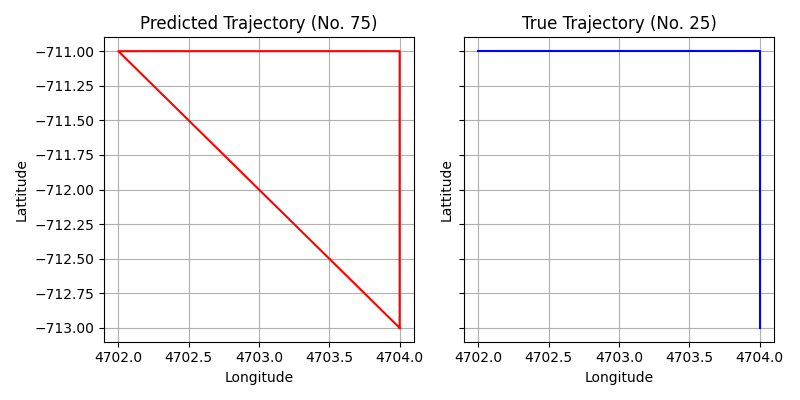 Predicted Trajectory (No. 75)
True Trajectory (No. 25)
−711.00
−711.25
−711.50
−711.75
−712.00
−712.25
−712.50
−712.75
−713.00
Lattitude
Lattitude
4702.0 4702.5 4703.0 4703.5 4704.0
4702.0 4702.5 4703.0 4703.5 4704.0
Longitude
Longitude